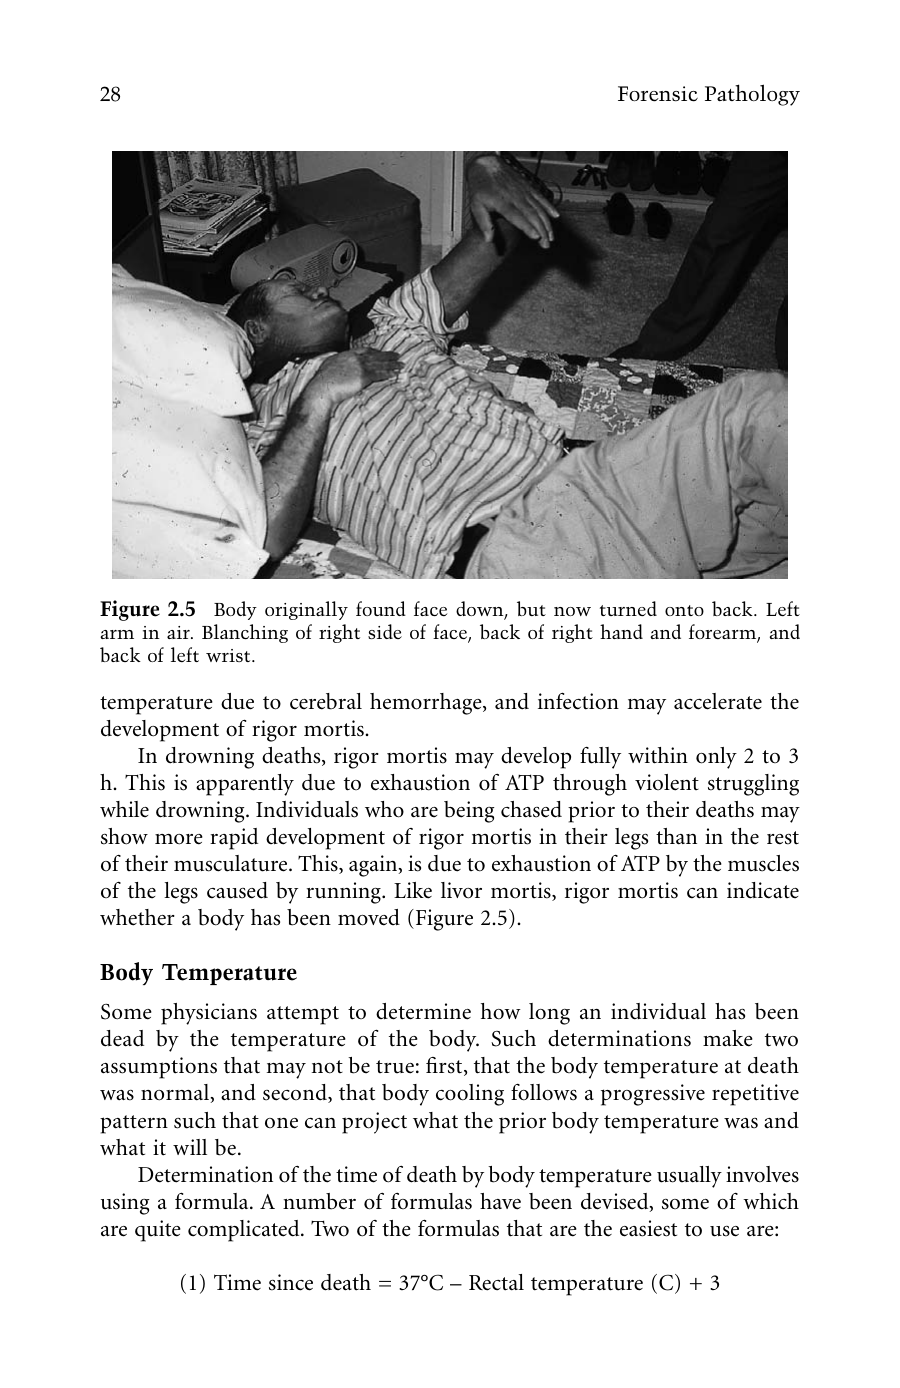 28
Forensic Pathology
Figure 2.5 Body originally found face down, but now turned onto back. Left
arm in air. Blanching of right side of face, back of right hand and forearm, and
back of left wrist.
temperature due to cerebral hemorrhage, and infection may accelerate the
development of rigor mortis.
In drowning deaths, rigor mortis may develop fully within only 2 to 3
h. This is apparently due to exhaustion of ATP through violent struggling
while drowning. Individuals who are being chased prior to their deaths may
show more rapid development of rigor mortis in their legs than in the rest
of their musculature. This, again, is due to exhaustion of ATP by the muscles
of the legs caused by running. Like livor mortis, rigor mortis can indicate
whether a body has been moved (Figure 2.5).
Body Temperature
Some physicians attempt to determine how long an individual has been
dead by the temperature of the body. Such determinations make two
assumptions that may not be true: first, that the body temperature at death
was normal, and second, that body cooling follows a progressive repetitive
pattern such that one can project what the prior body temperature was and
what it will be.
Determination of the time of death by body temperature usually involves
using a formula. A number of formulas have been devised, some of which
are quite complicated. Two of the formulas that are the easiest to use are:
(1) Time since death = 37°C – Rectal temperature (C) + 3